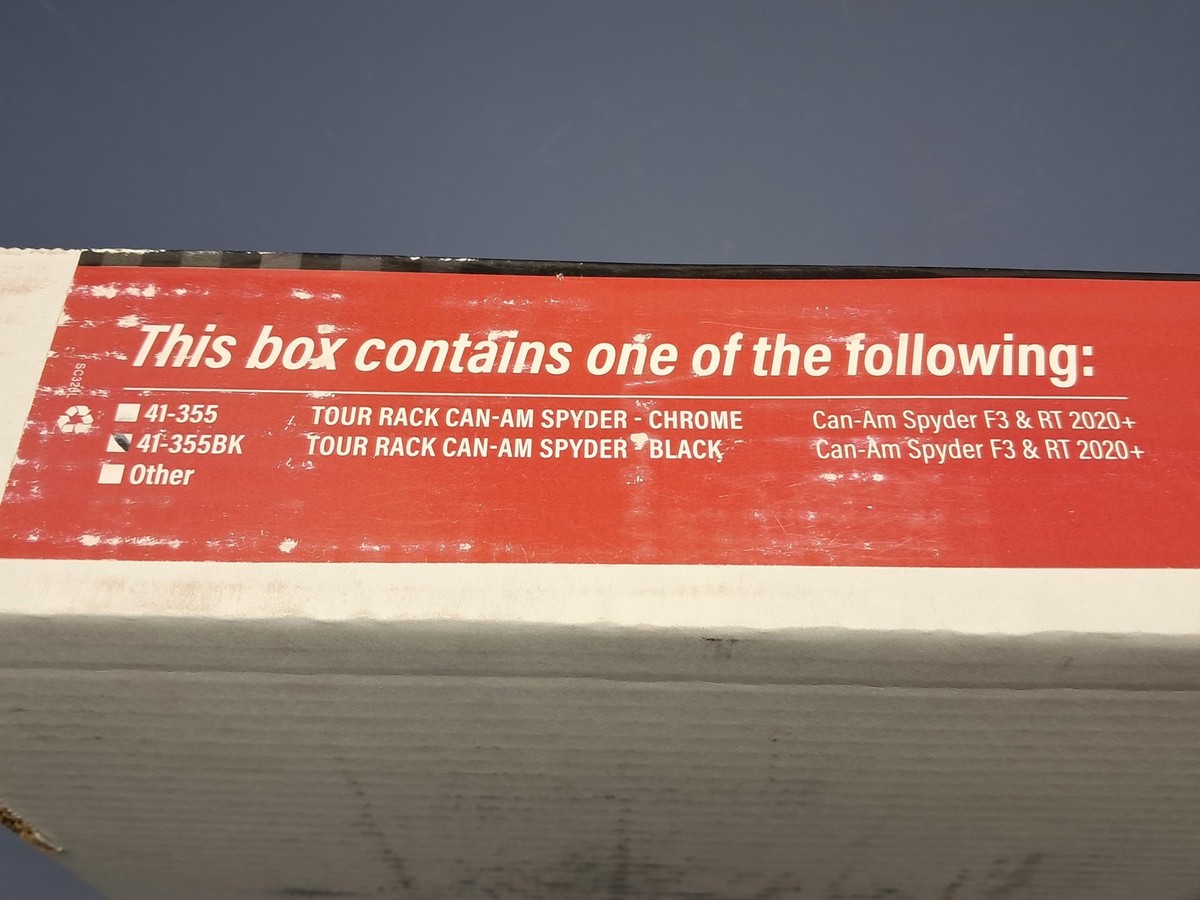 This box contains one of the following:
41-355 TOUR RACK CAN-AM SPYDER - CHROME Can-Am Spyder F3 & RT 2020+
41-355BK TOUR RACK CAN-AM SPYDER - BLACK Can-Am Spyder F3 & RT 2020+
Other